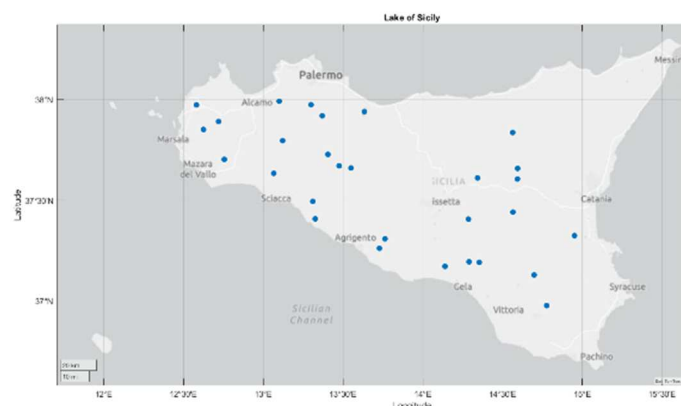 Lake of Sicily
Palermo
Messin
38°N
Alcamo
Marsala
Mazara
del Vallo
37°30'N
SICILIA
Sciacca
issetta
Catania
Latitude
Agrigento
37°N
Gela
Syracuse
Sicilian
Channel
Vittoria
Pachino
12°E
12°30'E
13°E
13°30'E
14°E
14°30'E
15°E
15°30'E
Longitude